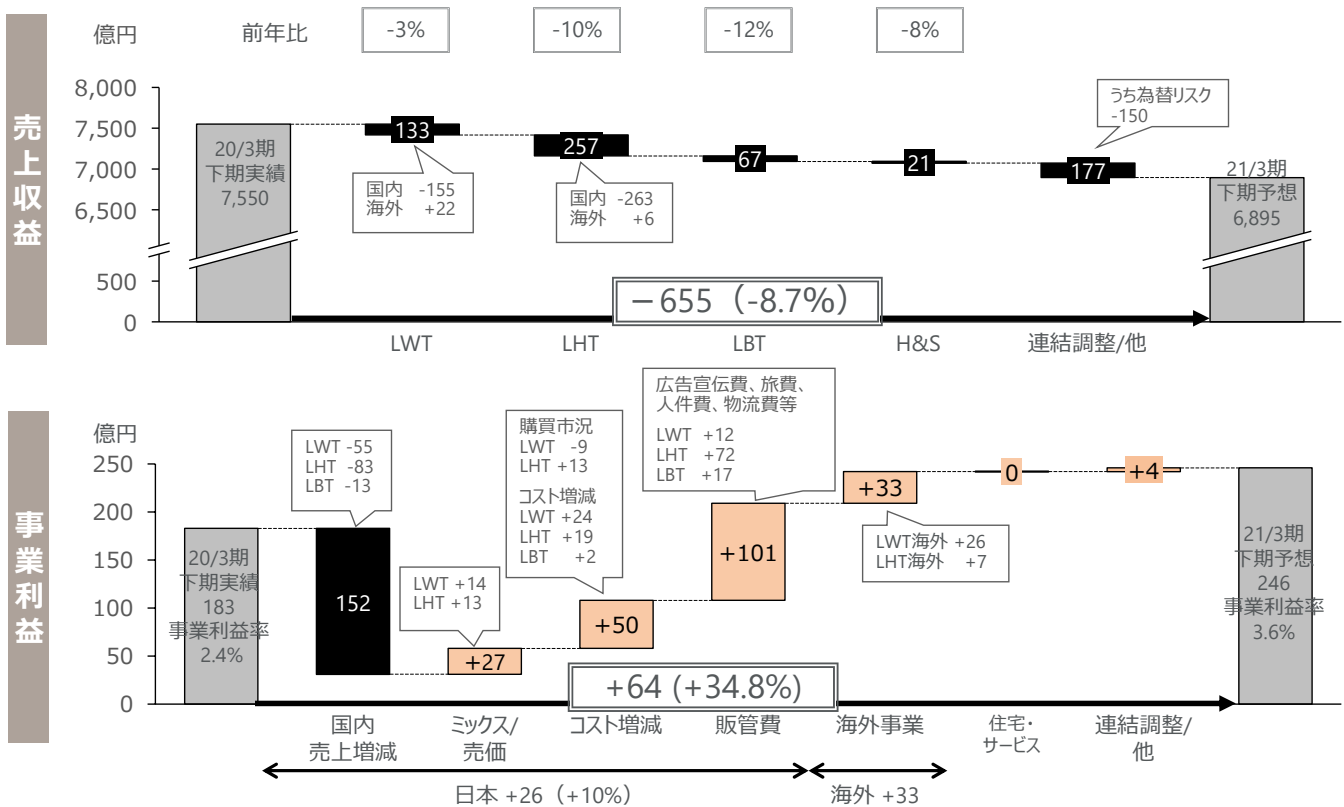 売上収益
億円
前年比
-3%
-10%
-12%
-8%
8,000
7,500
7,000
6,500
500
0
20/3期
下期実績
7,550
133
国内 -155
海外 +22
257
国内 -263
海外 +6
67
21
うち為替リスク
-150
177
21/3期
下期予想
6,895
－655（-8.7%）
LWT
LHT
LBT
H&S
連結調整/他
事業利益
億円
250
200
150
100
50
0
20/3期
下期実績
183
事業利益率
2.4%
LWT -55
LHT -83
LBT -13
152
LWT +14
LHT +13
+27
購買市況
LWT -9
LHT +13
コスト増減
LWT +24
LHT +19
LBT +2
+50
広告宣伝費、旅費、
人件費、物流費等
LWT +12
LHT +72
LBT +17
+101
+33
LWT海外 +26
LHT海外 +7
0
+4
21/3期
下期予想
246
事業利益率
3.6%
+64 (+34.8%)
国内
売上増減
ミックス/
売価
コスト増減
販管費
海外事業
住宅・
サービス
連結調整/
他
日本 +26（+10%）
海外 +33